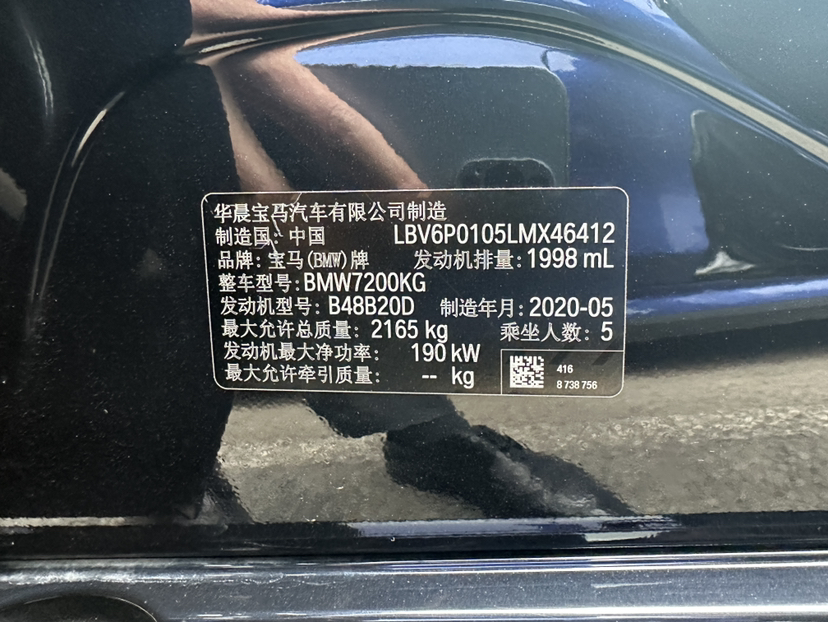 华晨宝马汽车有限公司制造
制造国: 中国 LBV6P0105LMX46412
品牌: 宝马(BMW)牌 发动机排量: 1998 mL
整车型号: BMW7200KG
发动机型号: B48B20D 制造年月: 2020-05
最大允许总质量: 2165 kg 乘坐人数: 5
发动机最大净功率: 190 kW
最大允许牵引质量: -- kg
416
8 738 756